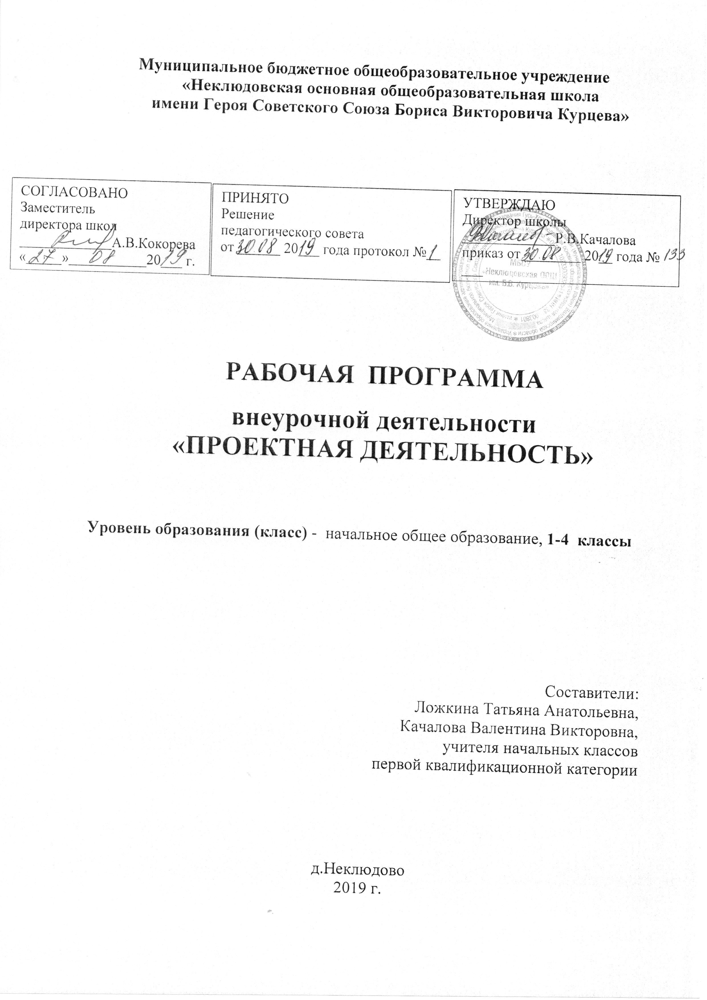 Муниципальное бюджетное общеобразовательное учреждение
«Неклюдовская основная общеобразовательная школа
имени Героя Советского Союза Бориса Викторовича Курцева»
СОГЛАСОВАНО
Заместитель
директора школ
А.В.Кокорева
«27» 08 2019 г.
ПРИНЯТО
Решение
педагогического совета
от 30.08 2019 года протокол № 1
УТВЕРЖДАЮ
Директор школы
Р.В.Качалова
приказ от 30.08 2019 года № 133
МБОУ
«Неклюдовская ООШ
им. Б.В. Курцева»
РАБОЧАЯ ПРОГРАММА
внеурочной деятельности
«ПРОЕКТНАЯ ДЕЯТЕЛЬНОСТЬ»
Уровень образования (класс) - начальное общее образование, 1-4 классы
Составители:
Ложкина Татьяна Анатольевна,
Качалова Валентина Викторовна,
учителя начальных классов
первой квалификационной категории
д.Неклюдово
2019 г.